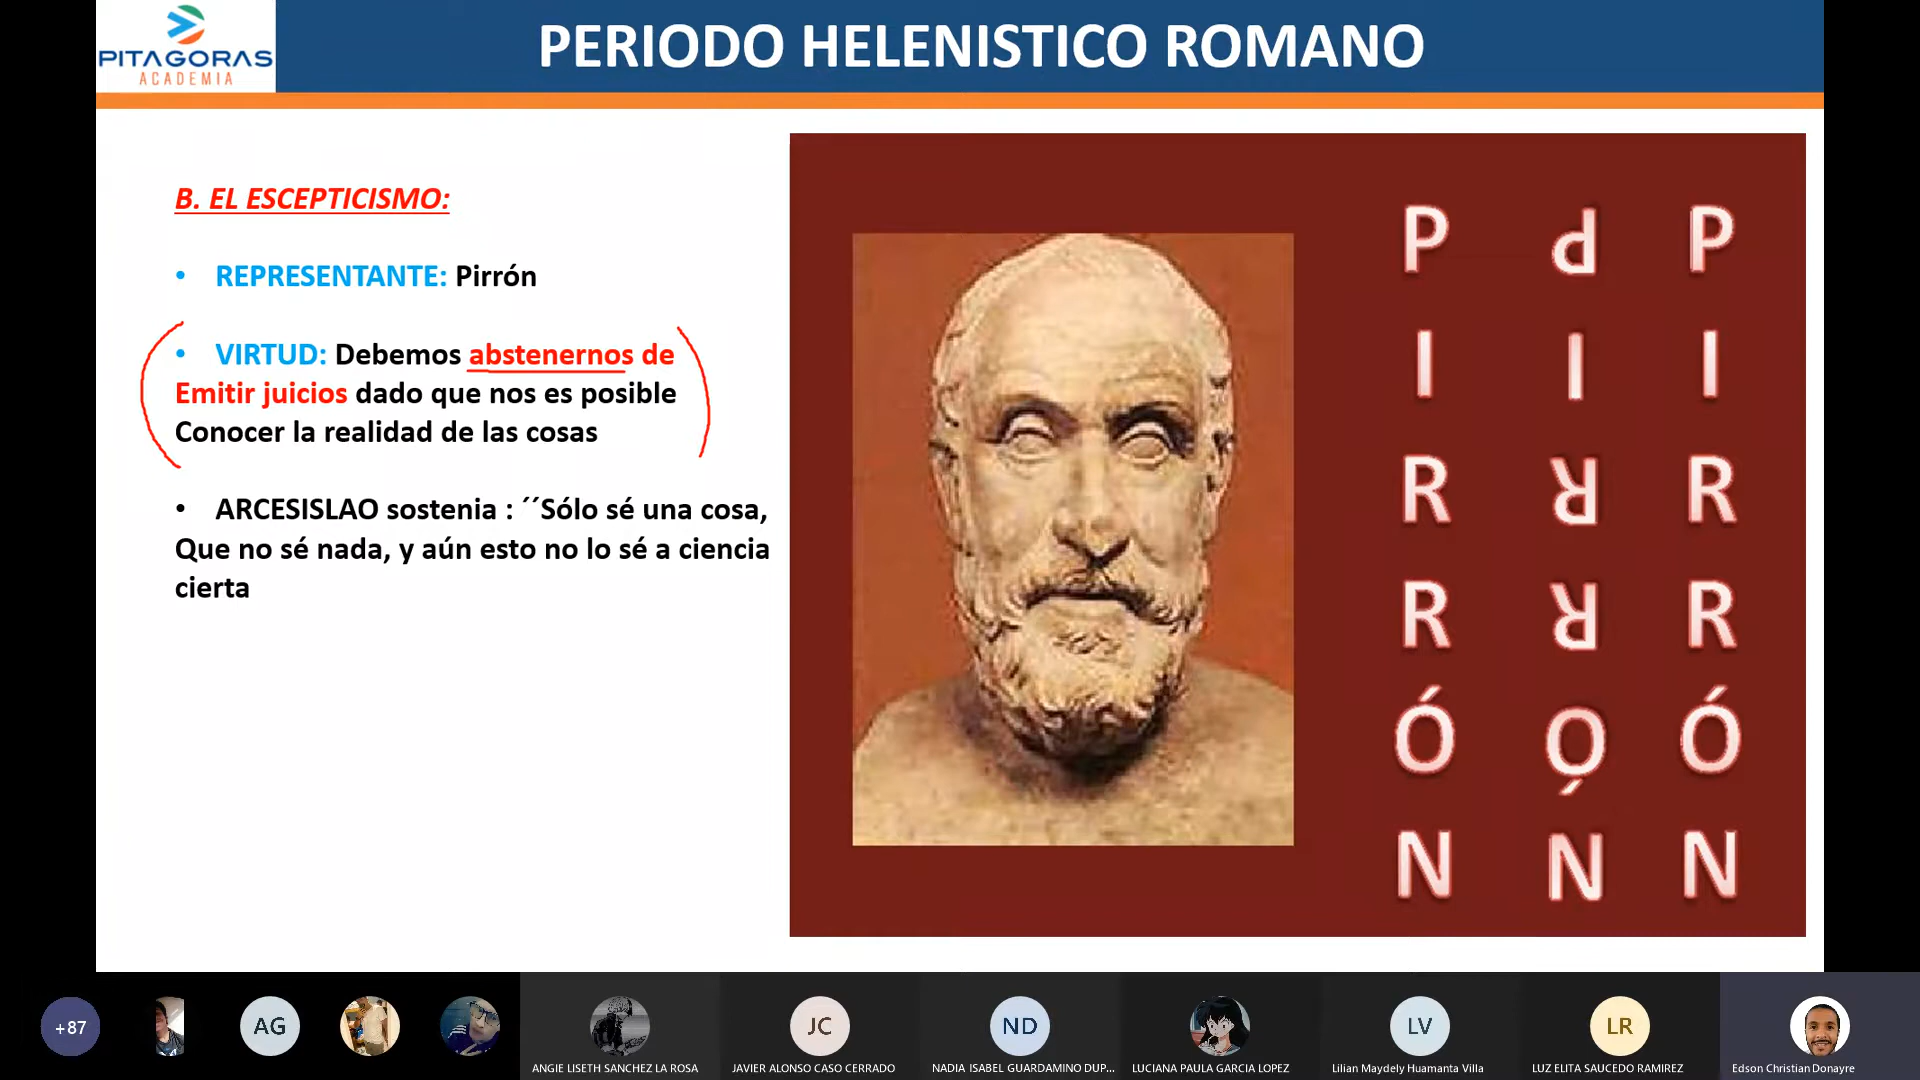 PITAGORAS
ACADEMIA
PERIODO HELENISTICO ROMANO
B. EL ESCEPTICISMO:
• REPRESENTANTE: Pirrón
• VIRTUD: Debemos abstenernos de
Emitir juicios dado que nos es posible
Conocer la realidad de las cosas
• ARCESISLAO sostenia : ´´Sólo sé una cosa,
Que no sé nada, y aún esto no lo sé a ciencia
cierta
PIRRÓN
PIRRÓN
PIRRÓN
+87
AG
JC
ND
LV
LR
ANGIE LISETH SANCHEZ LA ROSA
JAVIER ALONSO CASO CERRADO
NADIA ISABEL GUARDAMINO DUP...
LUCIANA PAULA GARCIA LOPEZ
Lilian Maydely Huamanta Villa
LUZ ELITA SAUCEDO RAMIREZ
Edson Christian Donayre